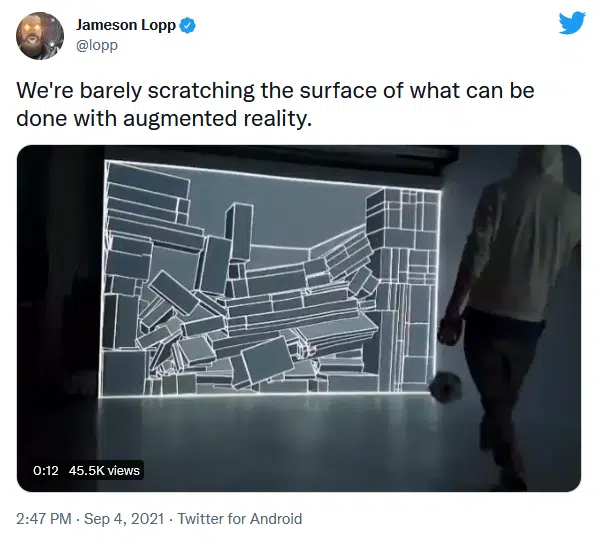 Jameson Lopp
@lopp
We're barely scratching the surface of what can be
done with augmented reality.
0:12 45.5K views
2:47 PM · Sep 4, 2021 · Twitter for Android